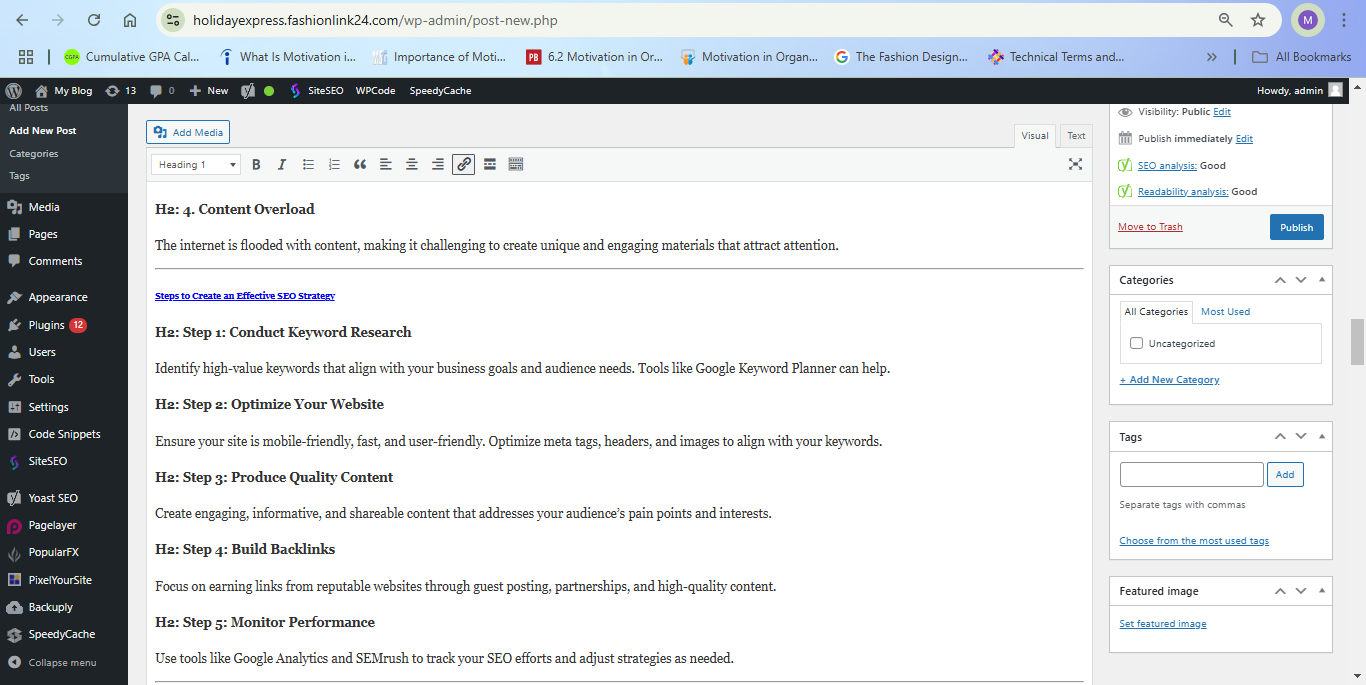 holidayexpress.fashionlink24.com/wp-admin/post-new.php
M
CGPA Cumulative GPA Cal...
What Is Motivation i...
Importance of Moti...
PB 6.2 Motivation in Or...
Motivation in Organ...
The Fashion Design...
Technical Terms and...
» All Bookmarks
My Blog 13 0 New SiteSEO WPCode SpeedyCache Howdy, admin
All Posts
Add New Post
Categories
Tags
Media
Pages
Comments
Appearance
Plugins 12
Users
Tools
Settings
Code Snippets
SiteSEO
Yoast SEO
Pagelayer
PopularFX
PixelYourSite
Backuply
SpeedyCache
Collapse menu
Add Media
Visual Text
Heading 1 B I
H2: 4. Content Overload
The internet is flooded with content, making it challenging to create unique and engaging materials that attract attention.
Steps to Create an Effective SEO Strategy
H2: Step 1: Conduct Keyword Research
Identify high-value keywords that align with your business goals and audience needs. Tools like Google Keyword Planner can help.
H2: Step 2: Optimize Your Website
Ensure your site is mobile-friendly, fast, and user-friendly. Optimize meta tags, headers, and images to align with your keywords.
H2: Step 3: Produce Quality Content
Create engaging, informative, and shareable content that addresses your audience’s pain points and interests.
H2: Step 4: Build Backlinks
Focus on earning links from reputable websites through guest posting, partnerships, and high-quality content.
H2: Step 5: Monitor Performance
Use tools like Google Analytics and SEMrush to track your SEO efforts and adjust strategies as needed.
Visibility: Public Edit
Publish immediately Edit
SEO analysis: Good
Readability analysis: Good
Move to Trash
Publish
Categories
All Categories Most Used
Uncategorized
+ Add New Category
Tags
Add
Separate tags with commas
Choose from the most used tags
Featured image
Set featured image